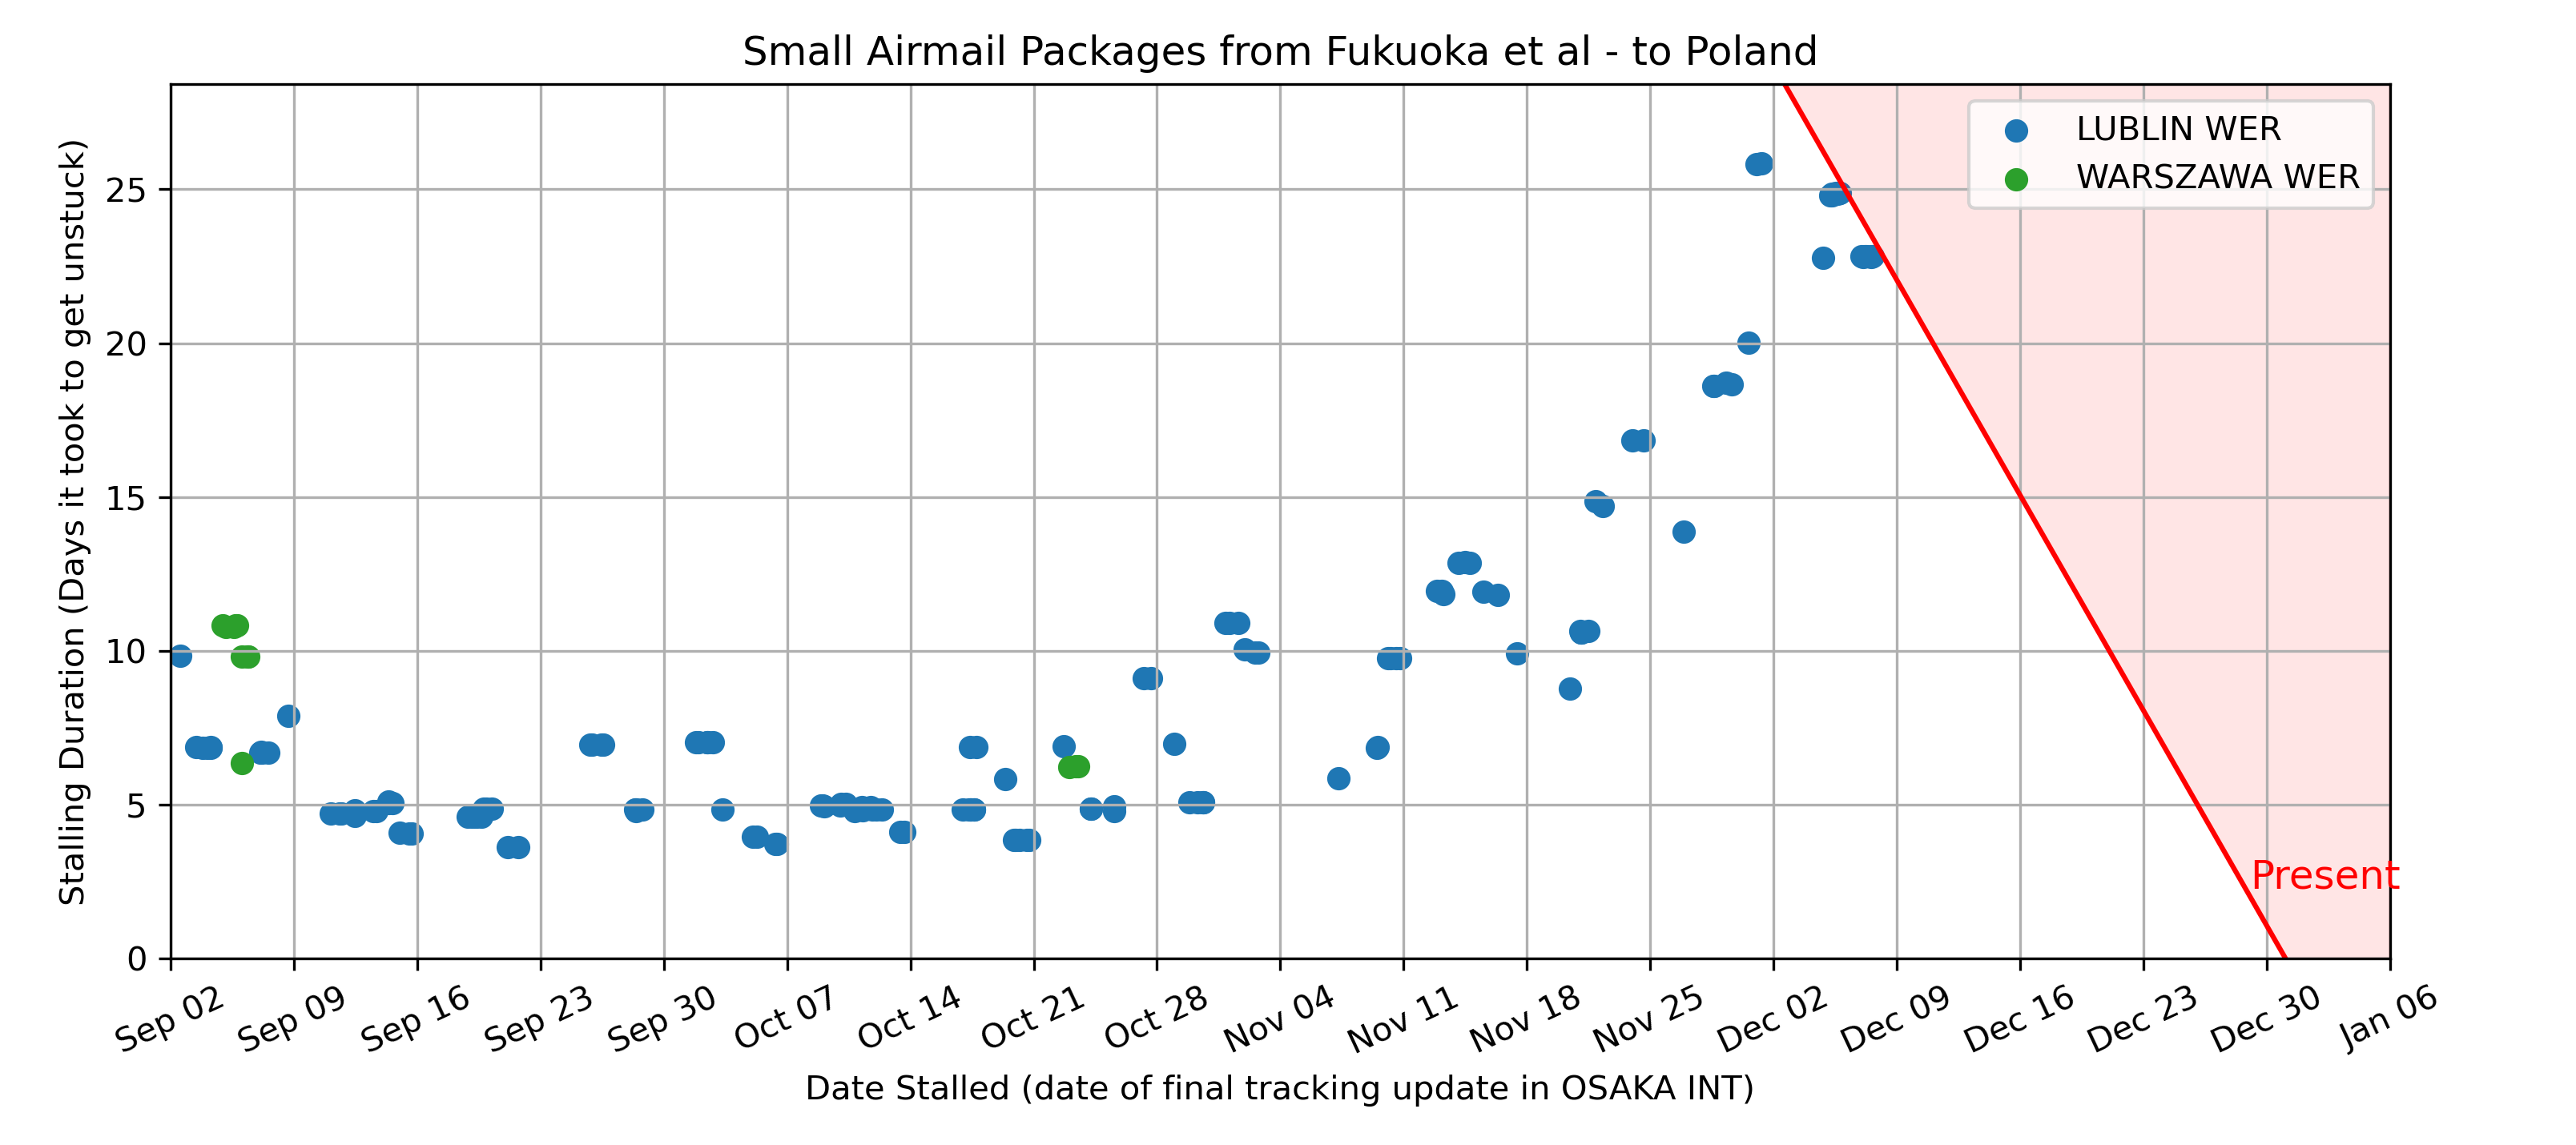 Small Airmail Packages from Fukuoka et al - to Poland
LUBLIN WER
WARSZAWA WER
Stalling Duration (Days it took to get unstuck)
25
20
15
10
5
0
Present
Sep 02
Sep 09
Sep 16
Sep 23
Sep 30
Oct 07
Oct 14
Oct 21
Oct 28
Nov 04
Nov 11
Nov 18
Nov 25
Dec 02
Dec 09
Dec 16
Dec 23
Dec 30
Jan 06
Date Stalled (date of final tracking update in OSAKA INT)